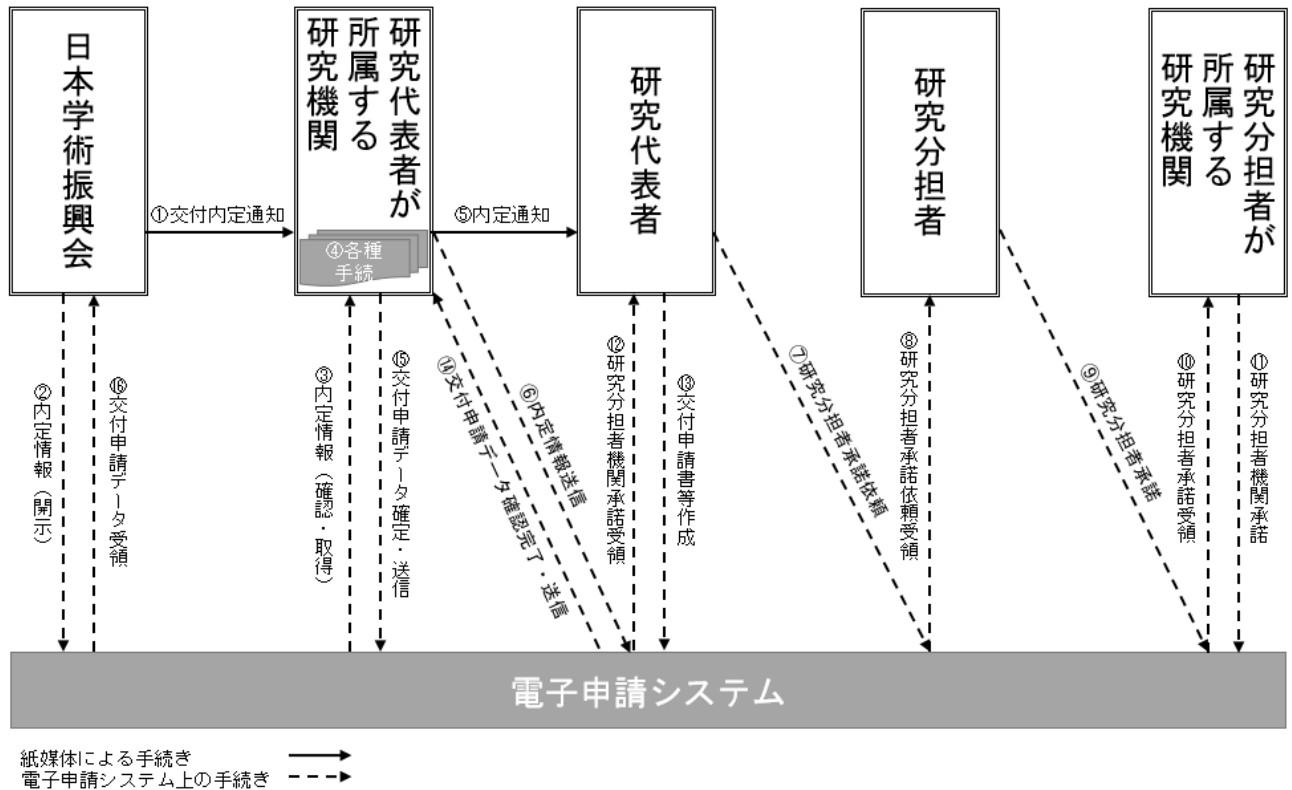 日本学術振興会
研究代表者が
所属する
研究機関
研究代表者
研究分担者
研究分担者が
所属する
研究機関
①交付内定通知
④各種
手続
⑤内定通知
②内定情報（開示）
⑯交付申請データ受領
③内定情報（確認・取得）
⑮交付申請データ確定・送信
⑭交付申請データ確認完了・送信
⑥内定情報送信
⑫研究分担者機関承諾受領
⑬交付申請書等作成
⑦研究分担者承諾依頼
⑧研究分担者承諾依頼受領
⑨研究分担者承諾
⑩研究分担者承諾受領
⑪研究分担者機関承諾
電子申請システム
紙媒体による手続き
電子申請システム上の手続き